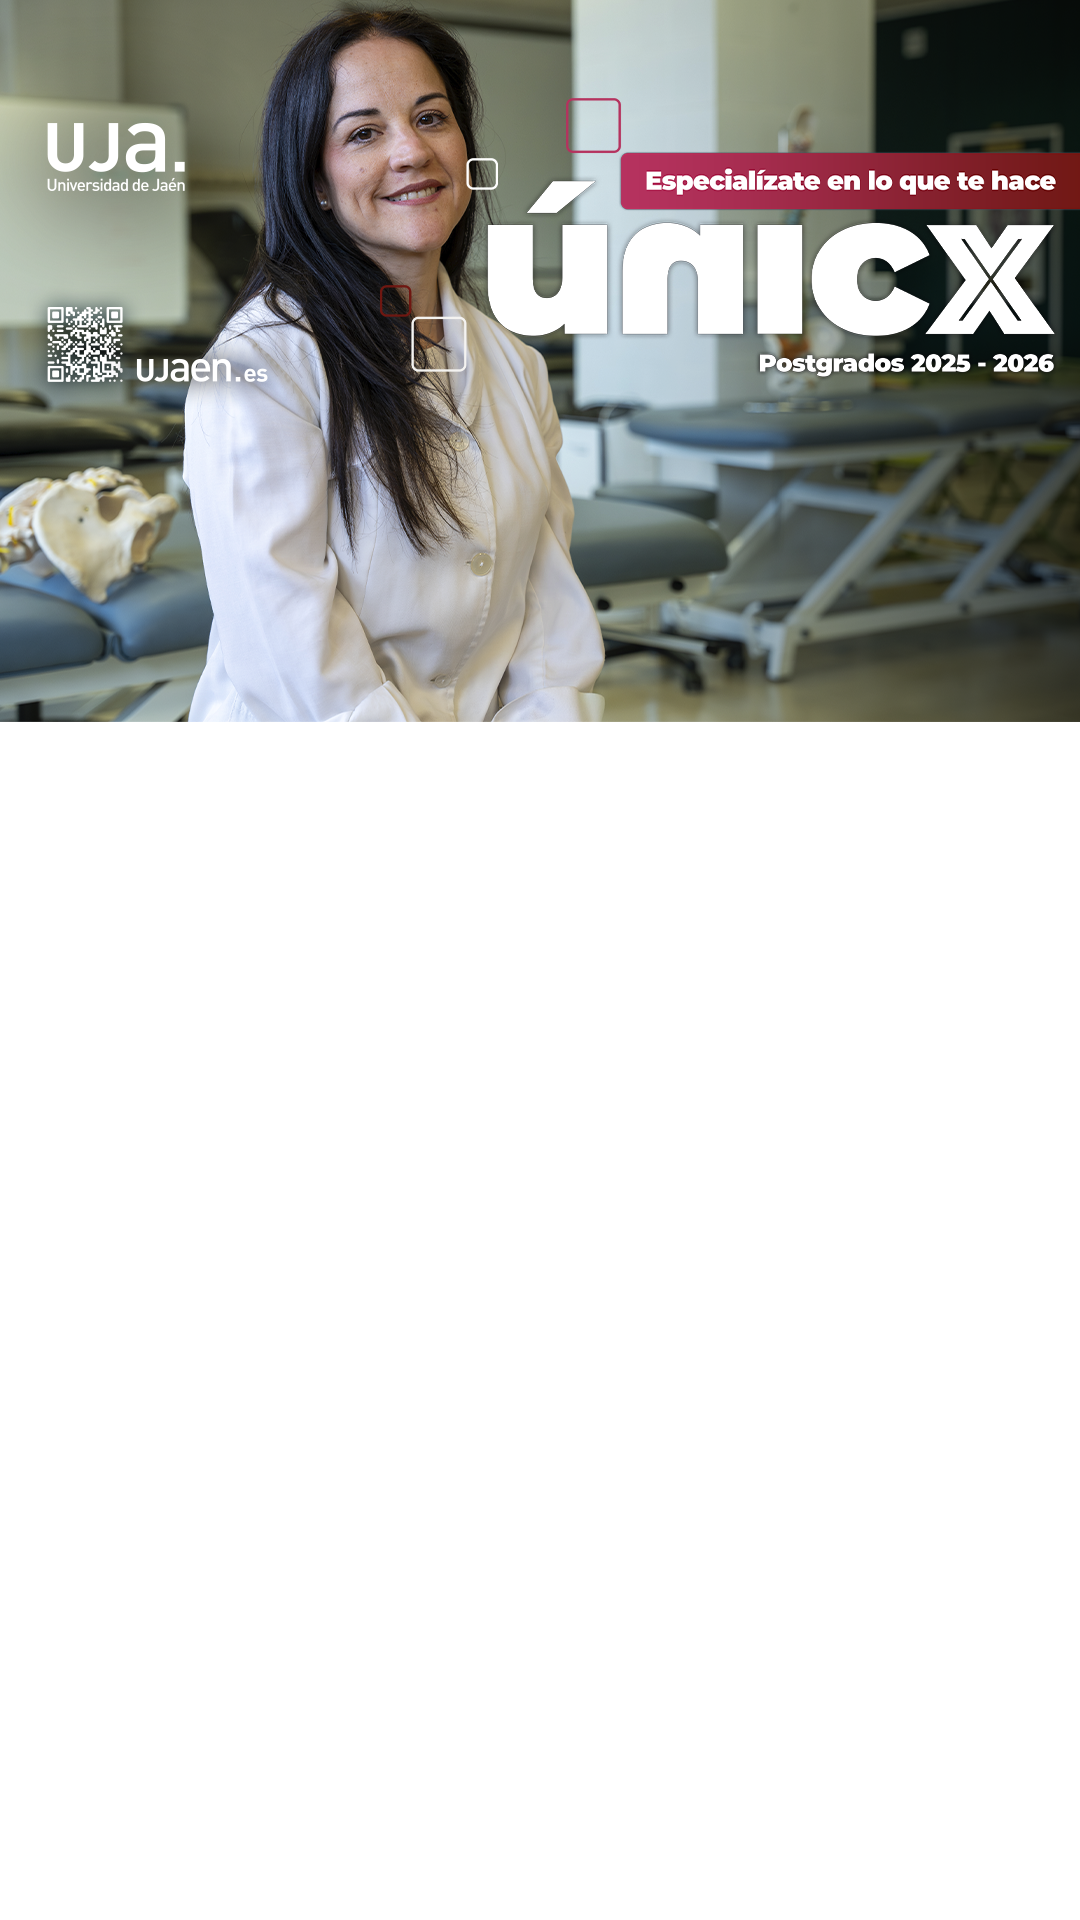 uja.
Universidad de Jaén
Especialízate en lo que te hace
únicx
Postgrados 2025 - 2026
ujaen.es